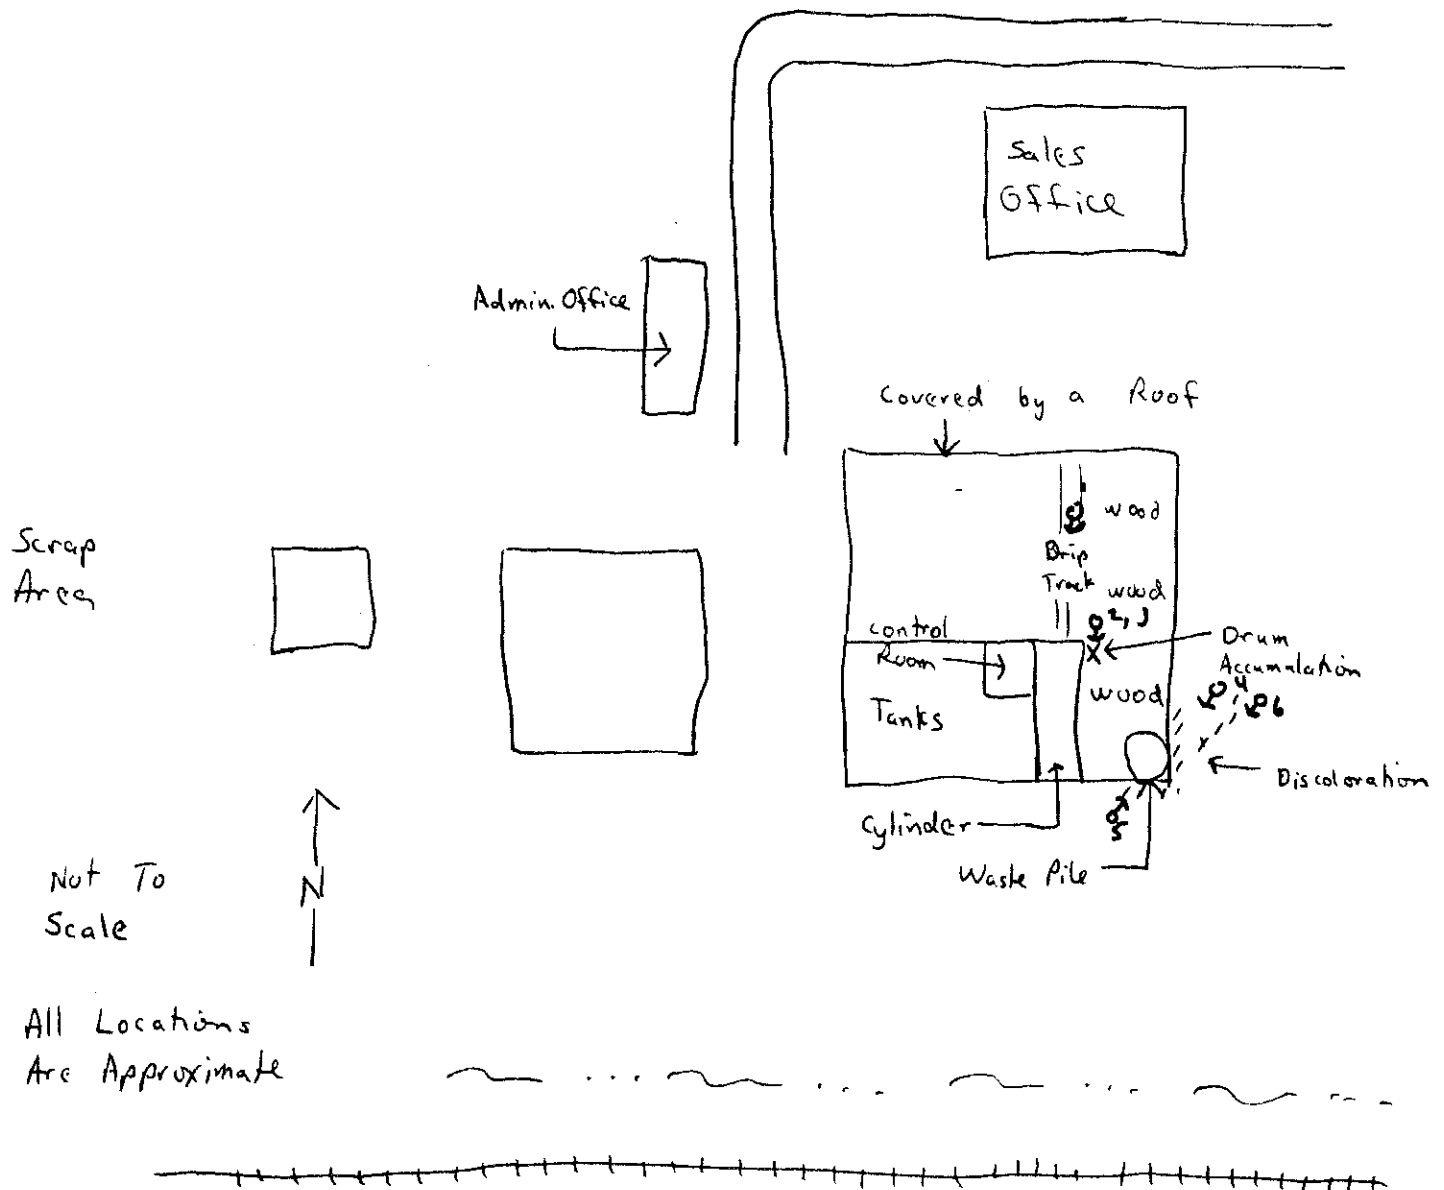 Sales
Office
Admin. Office
Covered by a Roof
wood
Drip
Track
wood
2, 3
Scrap
Area
control
Room
Drum
Accumulation
wood
4
6
Tanks
Discoloration
5
Cylinder
Waste Pile
N
Not To
Scale
All Locations
Are Approximate